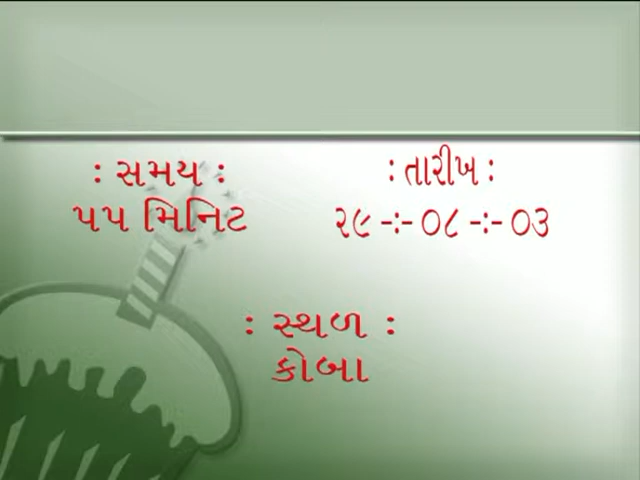 : સમય :
૫૫ મિનિટ
: તારીખ :
૨૯ -:- ૦૮ -:- ૦૩
: સ્થળ :
કોબા